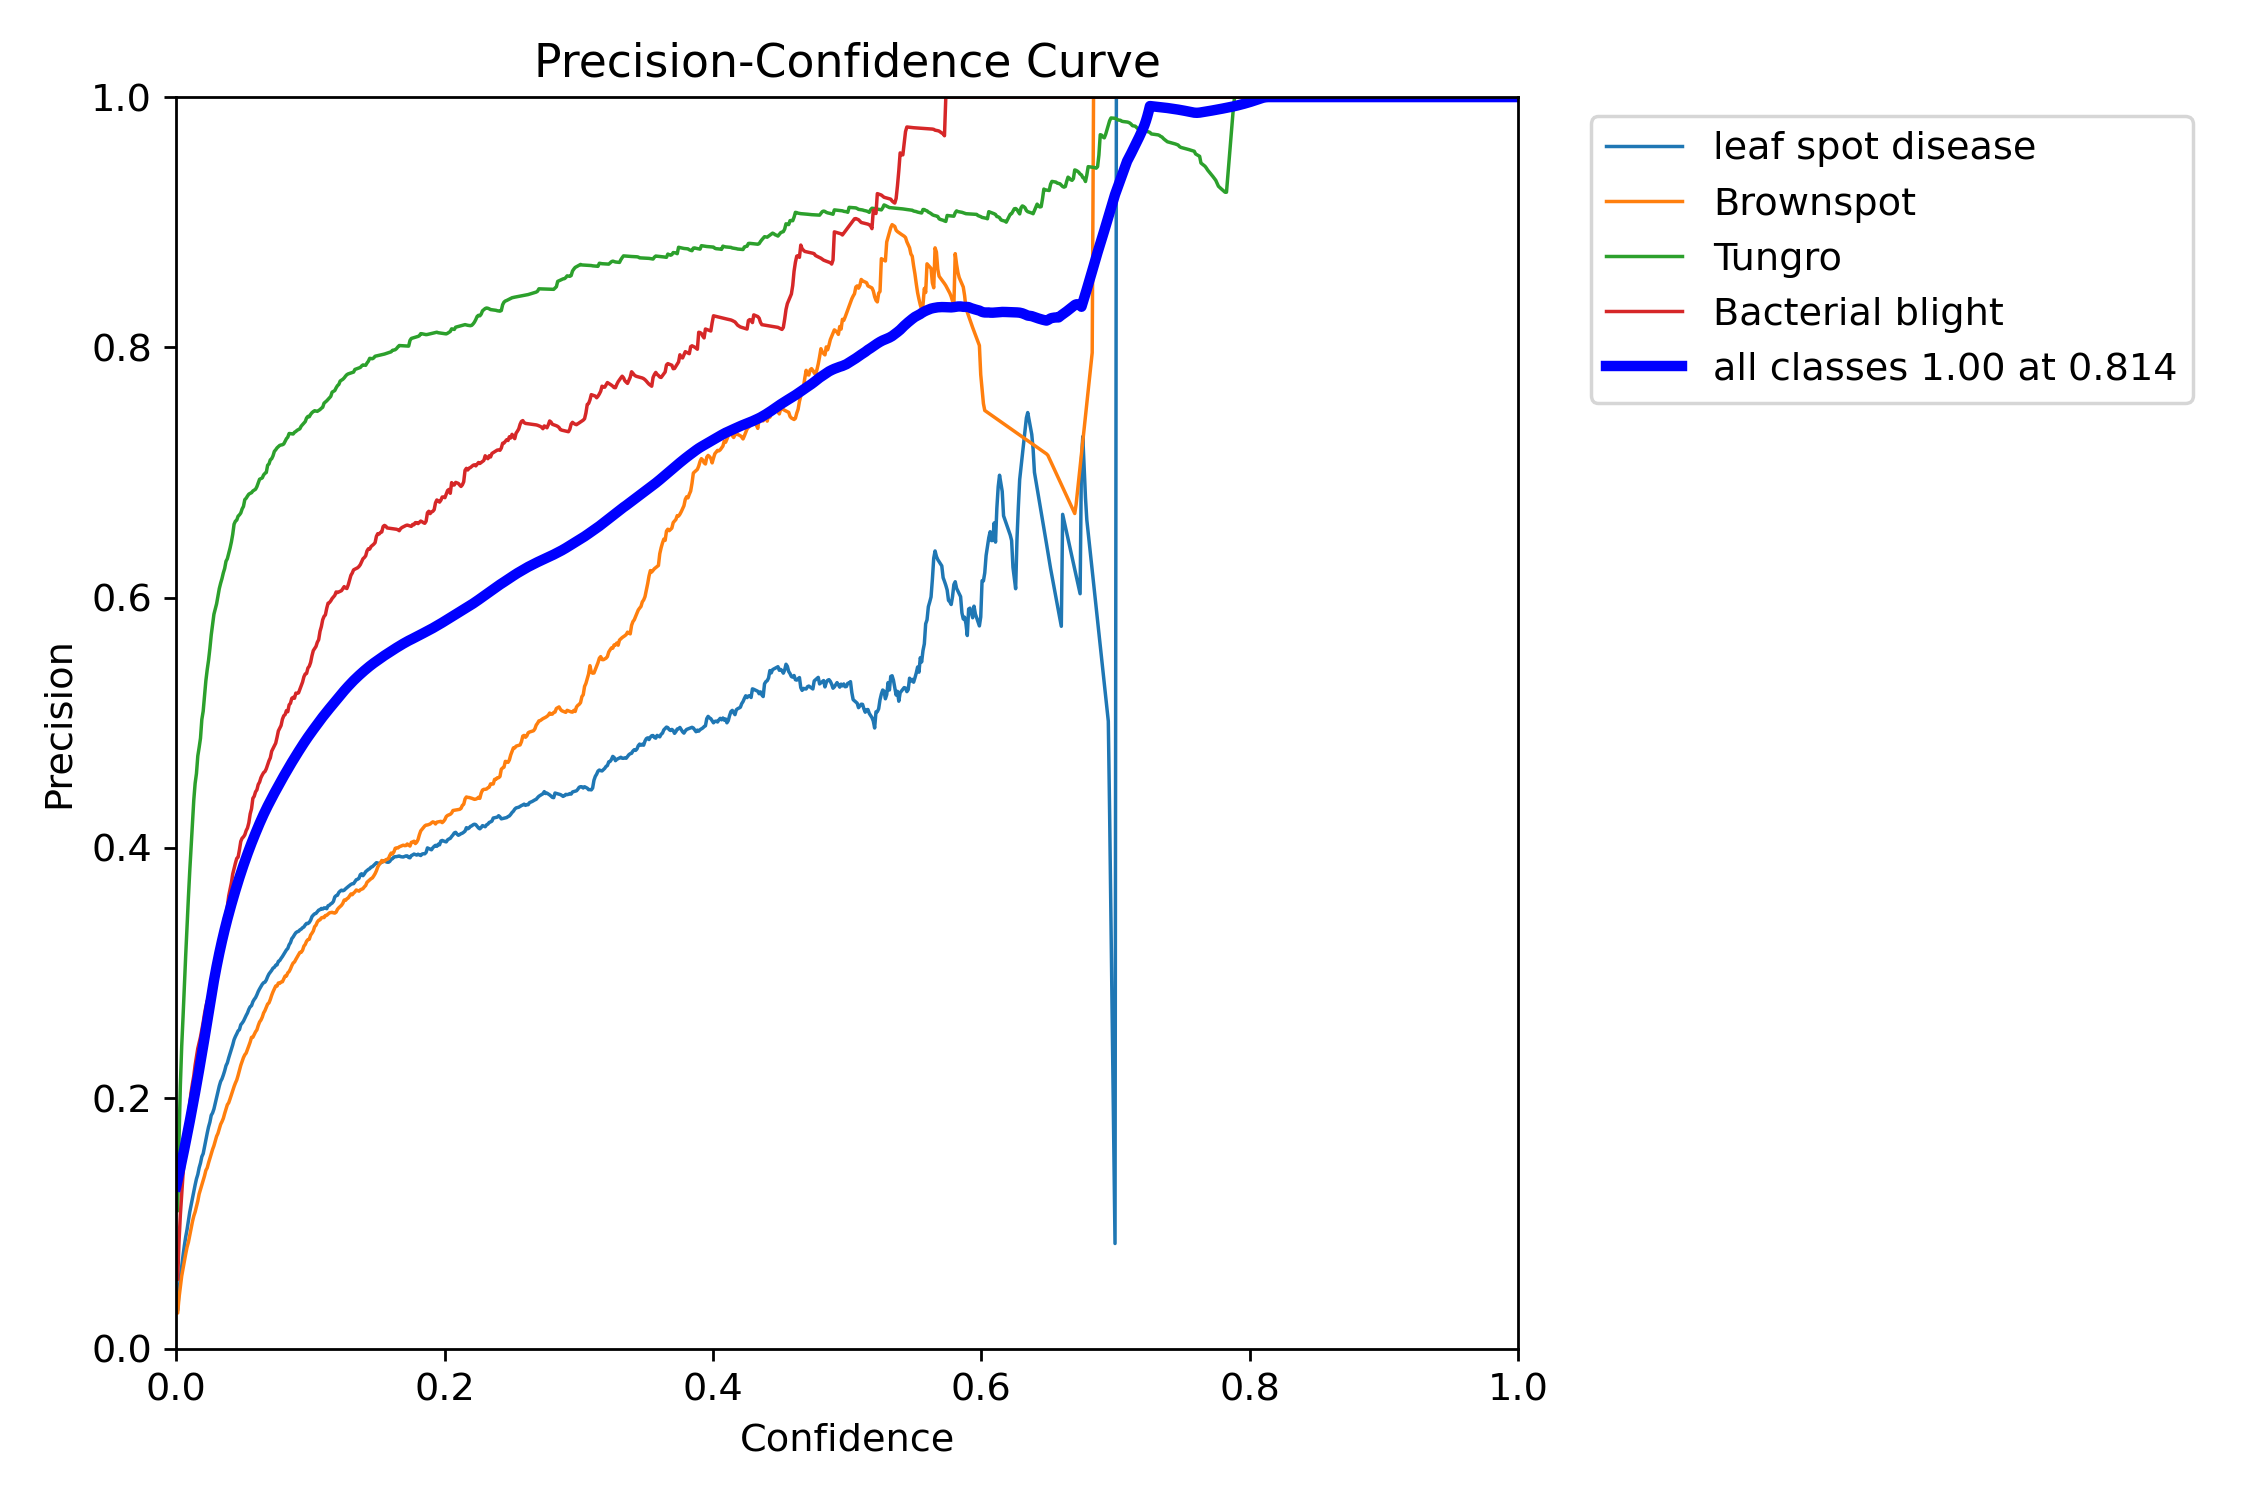 Precision-Confidence Curve
1.0
0.8
0.6
0.4
0.2
0.0
Precision
0.0 0.2 0.4 0.6 0.8 1.0
Confidence
leaf spot disease
Brownspot
Tungro
Bacterial blight
all classes 1.00 at 0.814